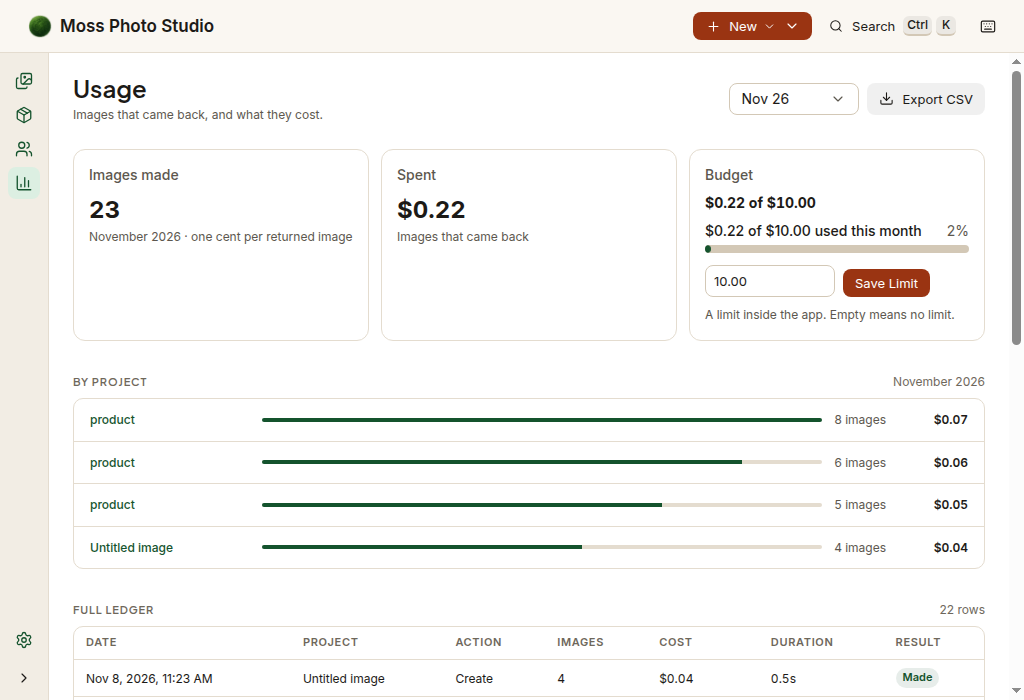 Moss Photo Studio
New
Search Ctrl K
Usage
Images that came back, and what they cost.
Nov 26
Export CSV
Images made
23
November 2026 · one cent per returned image
Spent
$0.22
Images that came back
Budget
$0.22 of $10.00
$0.22 of $10.00 used this month 2%
10.00
Save Limit
A limit inside the app. Empty means no limit.
BY PROJECT November 2026
product 8 images $0.07
product 6 images $0.06
product 5 images $0.05
Untitled image 4 images $0.04
FULL LEDGER 22 rows
DATE PROJECT ACTION IMAGES COST DURATION RESULT
Nov 8, 2026, 11:23 AM Untitled image Create 4 $0.04 0.5s Made